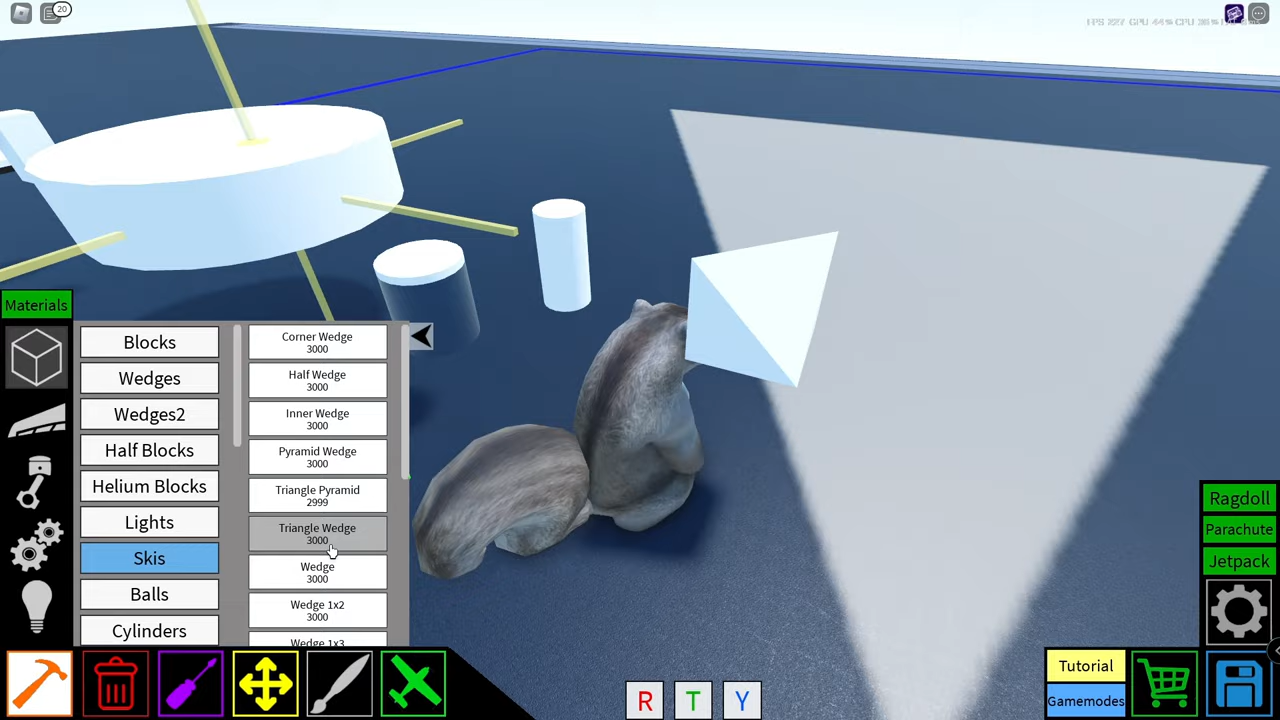 20
Materials
Blocks
Wedges
Wedges2
Half Blocks
Helium Blocks
Lights
Skis
Balls
Cylinders
Corner Wedge
3000
Half Wedge
3000
Inner Wedge
3000
Pyramid Wedge
3000
Triangle Pyramid
2999
Triangle Wedge
3000
Wedge
3000
Wedge 1x2
3000
Wedge 1x3
R
T
Y
Ragdoll
Parachute
Jetpack
Tutorial
Gamemodes